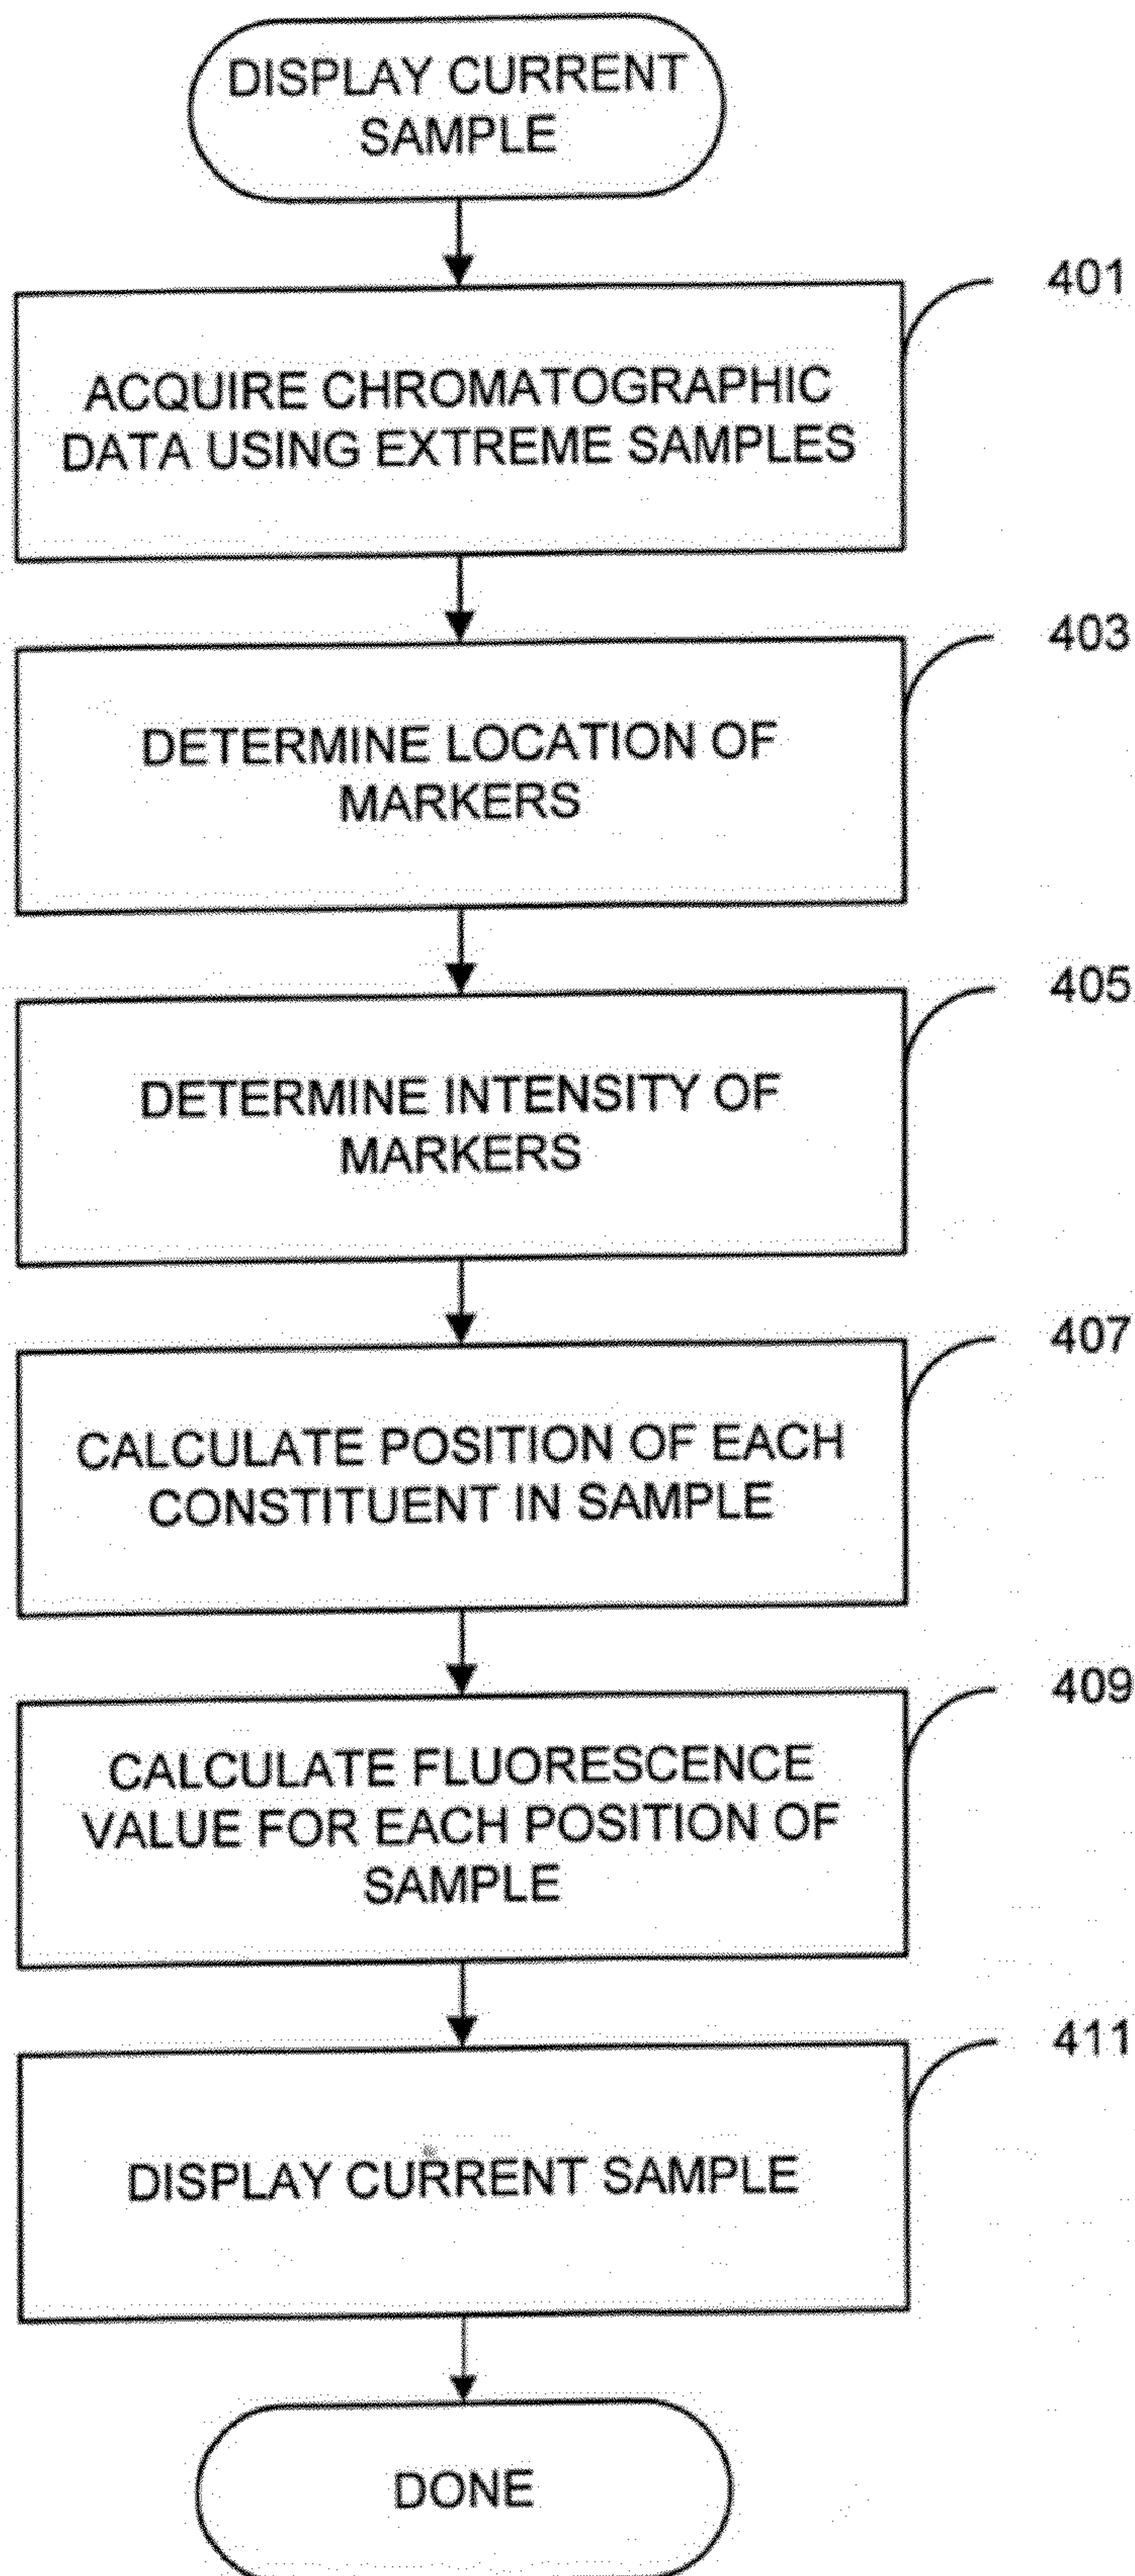 DISPLAY CURRENT
SAMPLE
401
ACQUIRE CHROMATOGRAPHIC
DATA USING EXTREME SAMPLES
403
DETERMINE LOCATION OF
MARKERS
405
DETERMINE INTENSITY OF
MARKERS
407
CALCULATE POSITION OF EACH
CONSTITUENT IN SAMPLE
409
CALCULATE FLUORESCENCE
VALUE FOR EACH POSITION OF
SAMPLE
411
DISPLAY CURRENT SAMPLE
DONE